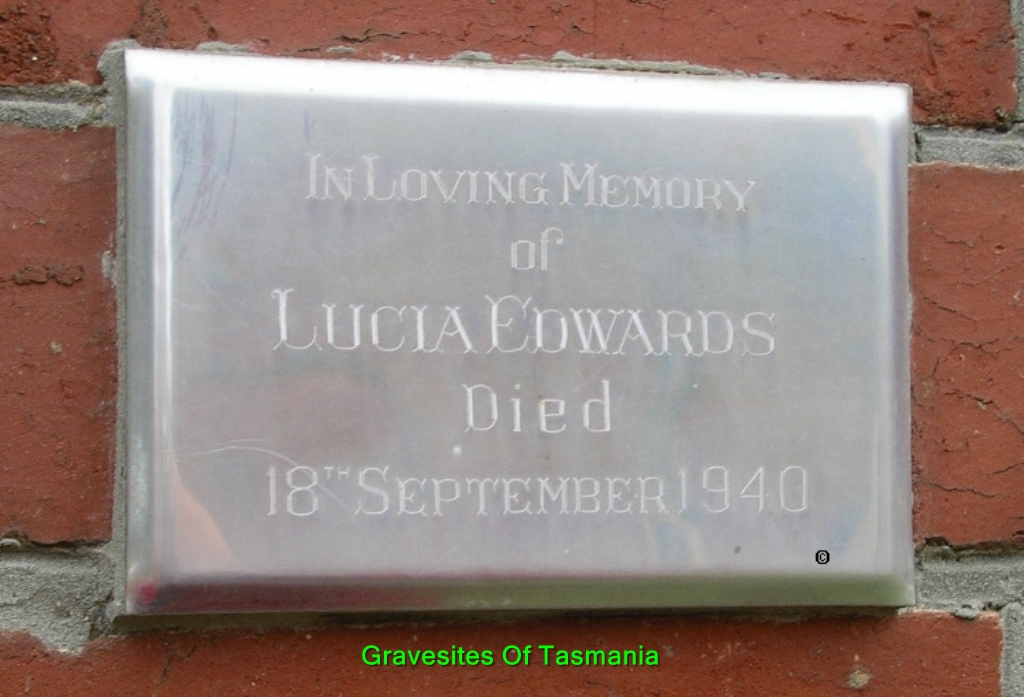 IN LOVING MEMORY
of
LUCIA EDWARDS
Died
18TH SEPTEMBER 1940
©
Gravesites Of Tasmania